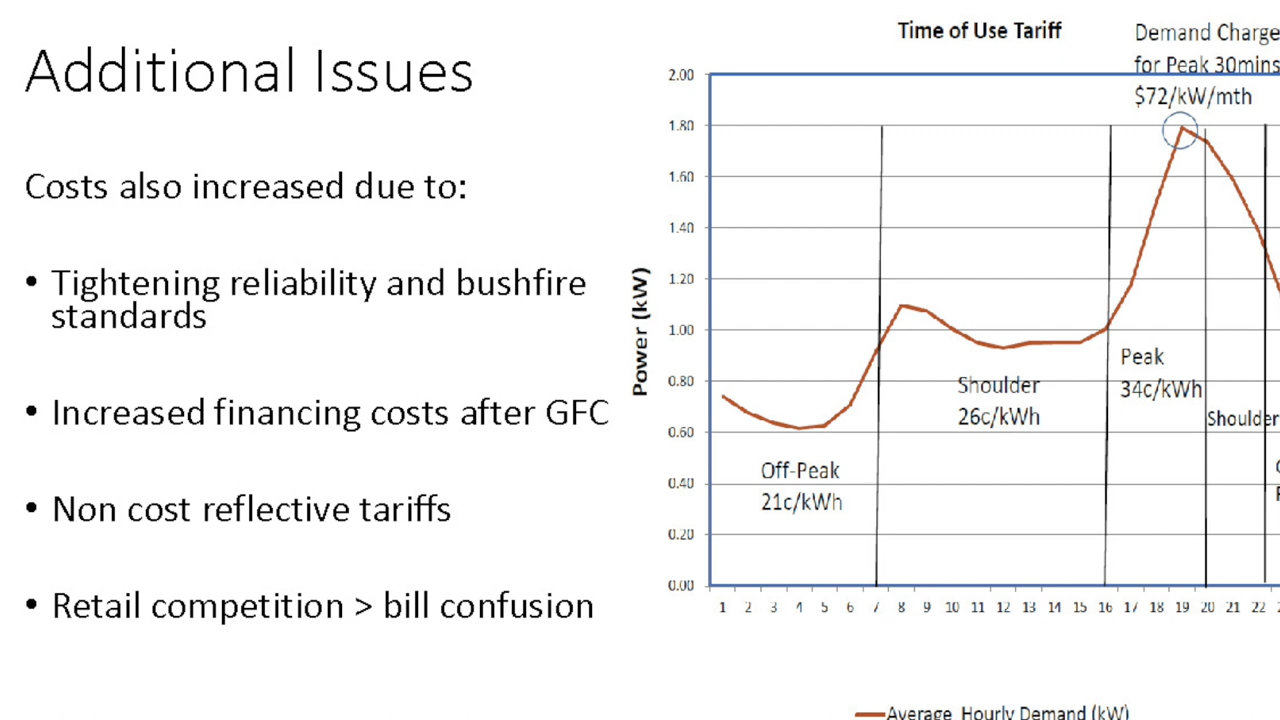 Additional Issues
Costs also increased due to:
• Tightening reliability and bushfire
standards
• Increased financing costs after GFC
• Non cost reflective tariffs
• Retail competition > bill confusion
Time of Use Tariff
Demand Charge
for Peak 30mins
$72/kW/mth
2.00
1.80
1.60
1.40
1.20
1.00
0.80
0.60
0.40
0.20
0.00
Power (kW)
Off-Peak
21c/kWh
Shoulder
26c/kWh
Peak
34c/kWh
Shoulder
1 2 3 4 5 6 7 8 9 10 11 12 13 14 15 16 17 18 19 20 21 22
Average Hourly Demand (kW)